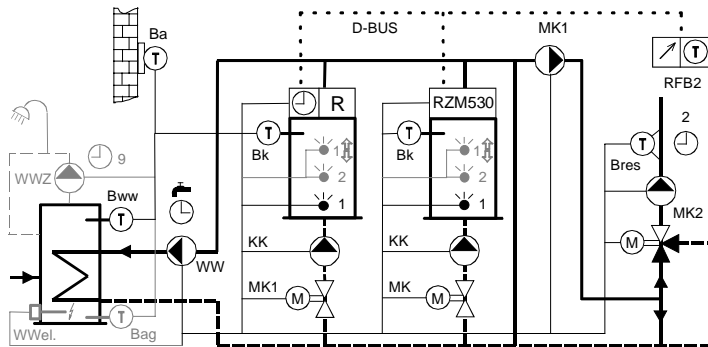 D-BUS
MK1
Ba
T
T
RFB2
R
RZM530
2
9
T
Bk
1
T
Bk
1
T
Bres
WWZ
2
2
Bww
T
1
1
MK2
KK
KK
M
WW
MK1
M
MK
M
T
WWel.
Bag